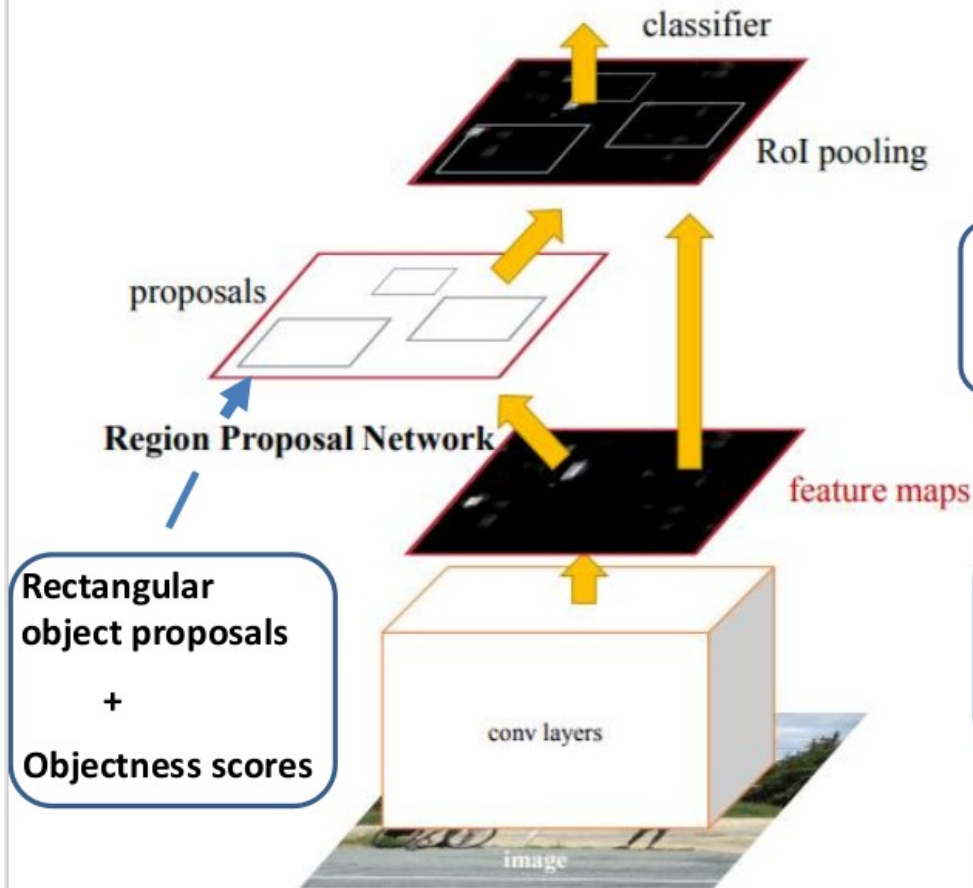 classifier
RoI pooling
proposals
Region Proposal Network
feature maps
Rectangular
object proposals
+
Objectness scores
conv layers
image